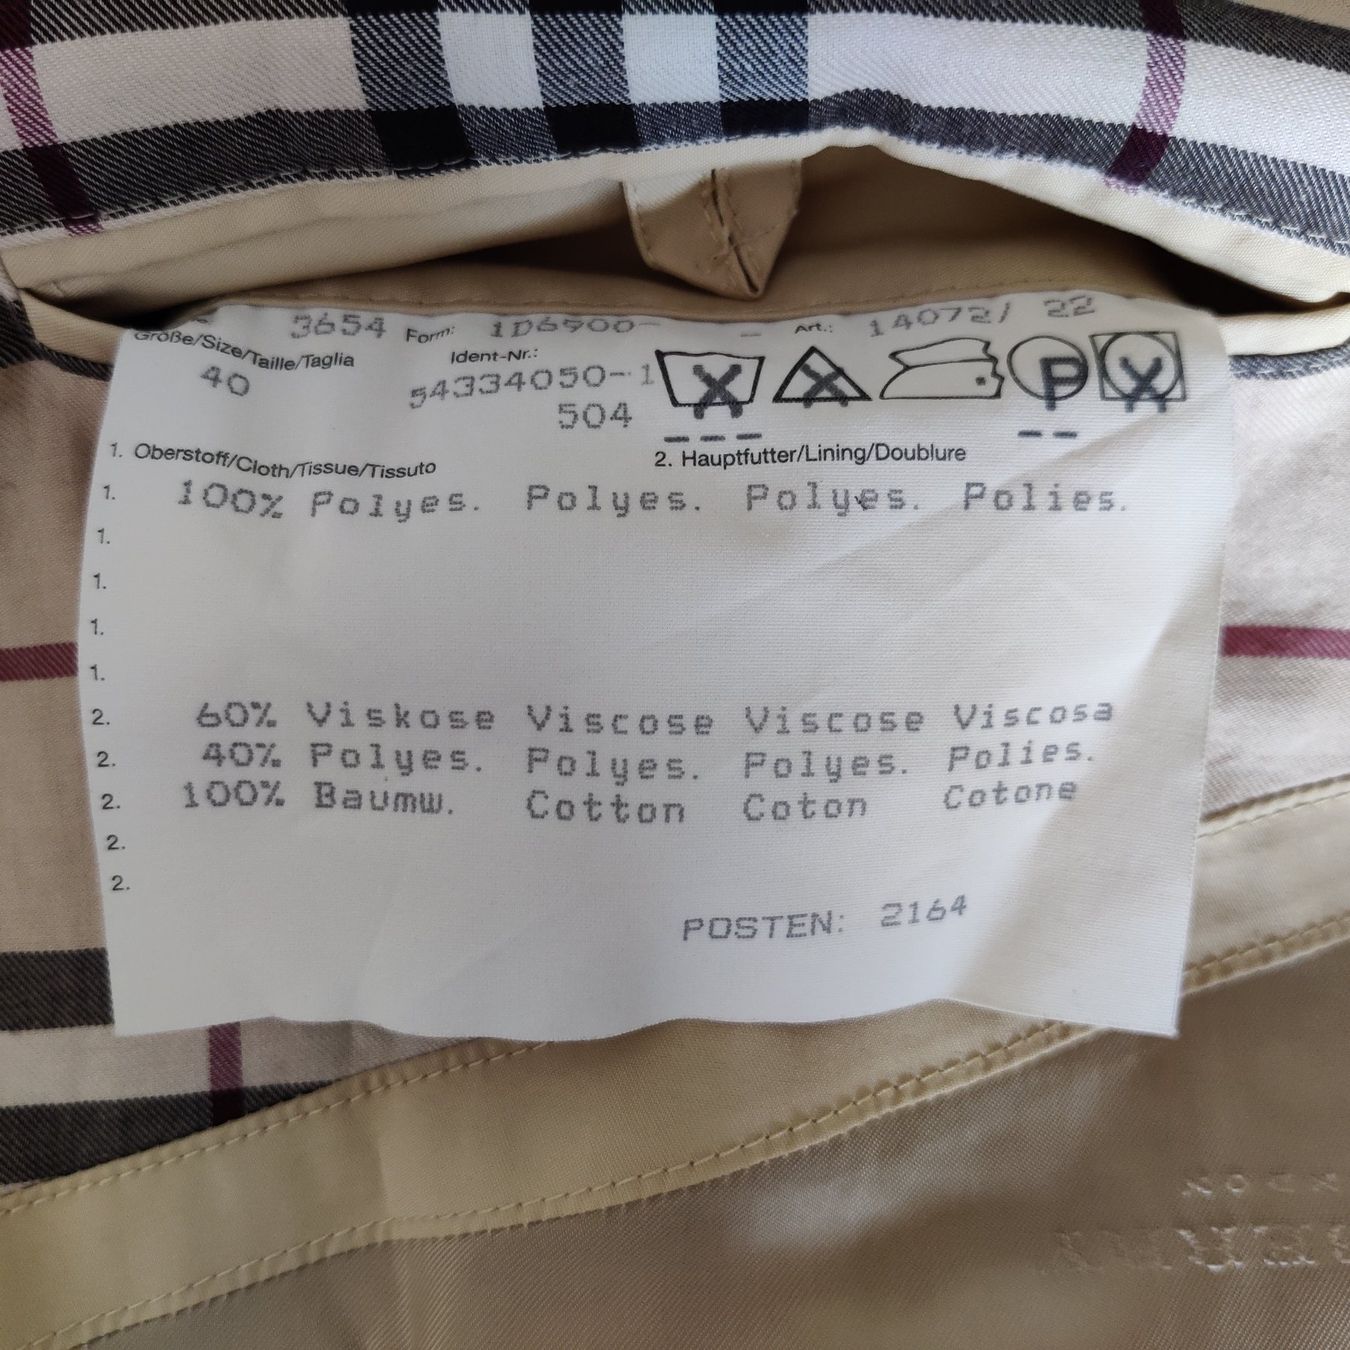 3654 Form: 1D6900- - Art.: 14072/ 22
Größe/Size/Taille/Taglia
40
Ident-Nr.:
54334050-1
504
P
1. Oberstoff/Cloth/Tissue/Tissuto
2. Hauptfutter/Lining/Doublure
1. 100% Polyes. Polyes. Polyes. Polies.
1.
1.
1.
1.
2. 60% Viskose Viscose Viscose Viscosa
2. 40% Polyes. Polyes. Polyes. Polies.
2. 100% Baumw. Cotton Coton Cotone
2.
2.
POSTEN: 2164